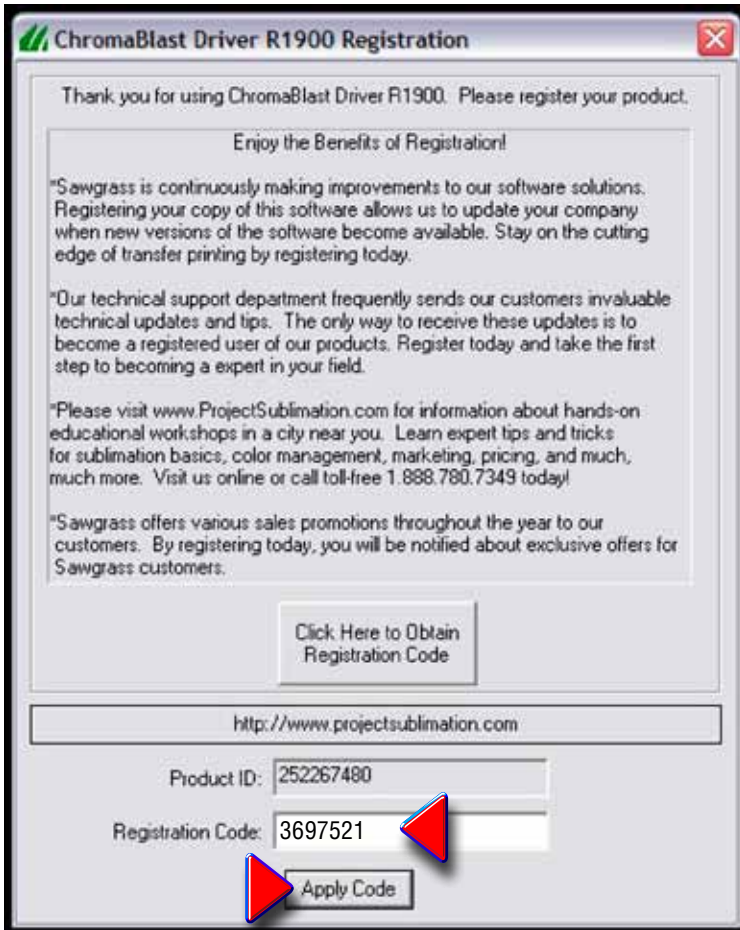 ChromaBlast Driver R1900 Registration
Thank you for using ChromaBlast Driver R1900. Please register your product.
Enjoy the Benefits of Registration!
*Sawgrass is continuously making improvements to our software solutions.
Registering your copy of this software allows us to update your company
when new versions of the software become available. Stay on the cutting
edge of transfer printing by registering today.
*Our technical support department frequently sends our customers invaluable
technical updates and tips. The only way to receive these updates is to
become a registered user of our products. Register today and take the first
step to becoming a expert in your field.
*Please visit www.ProjectSublimation.com for information about hands-on
educational workshops in a city near you. Learn expert tips and tricks
for sublimation basics, color management, marketing, pricing, and much,
much more. Visit us online or call toll-free 1.888.780.7349 today!
*Sawgrass offers various sales promotions throughout the year to our
customers. By registering today, you will be notified about exclusive offers for
Sawgrass customers.
Click Here to Obtain
Registration Code
http://www.projectsublimation.com
Product ID: 252267480
Registration Code: 3697521
Apply Code